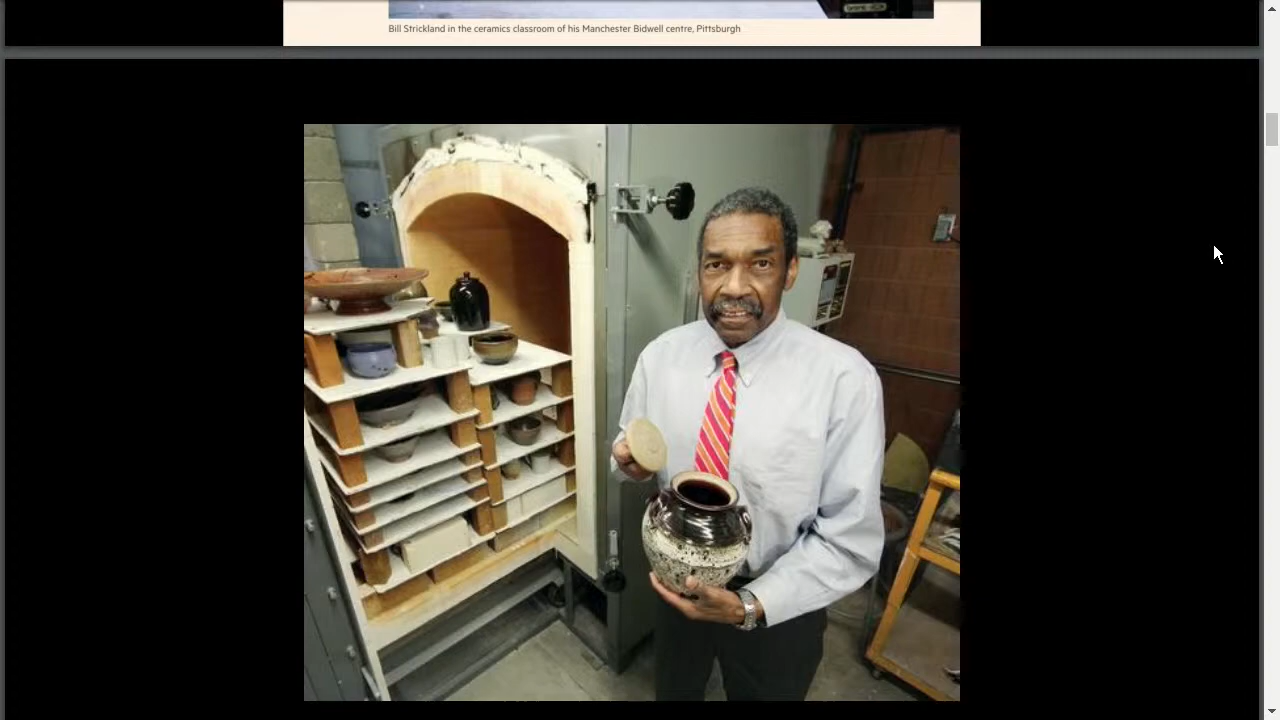 Bill Strickland in the ceramics classroom of his Manchester Bidwell centre, Pittsburgh